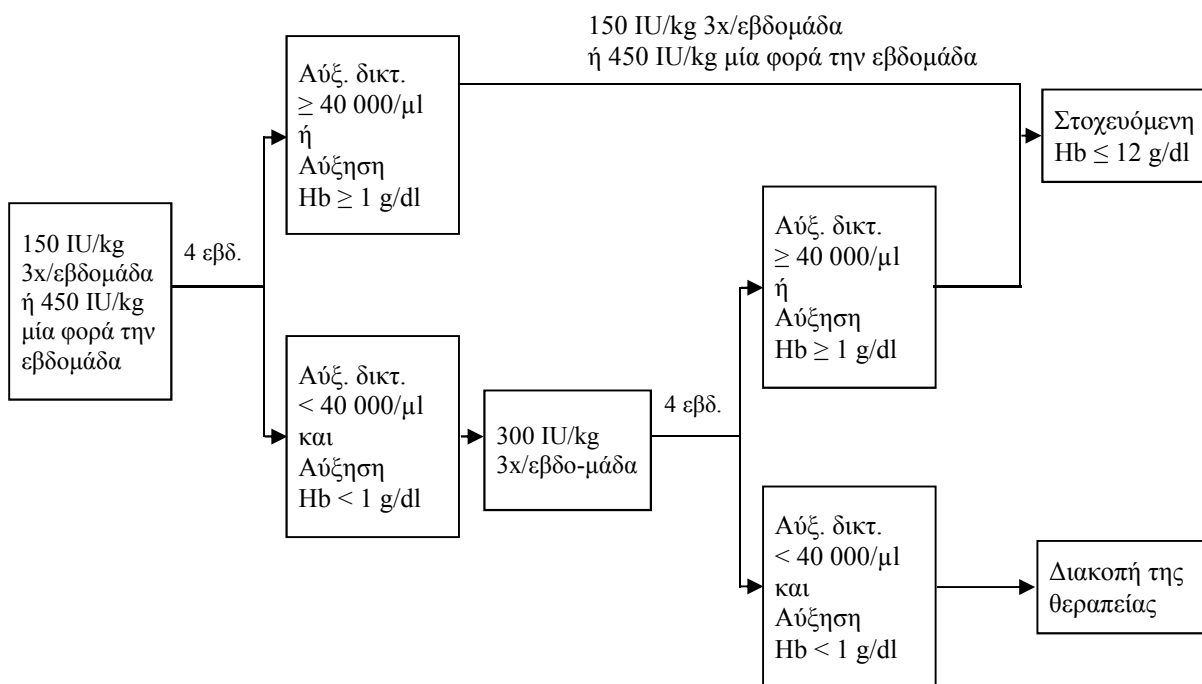 150 IU/kg 3x/εβδομάδα
ή 450 IU/kg μία φορά την εβδομάδα
Αύξ. δικτ.
≥ 40 000/µl
ή
Αύξηση
Hb ≥ 1 g/dl
Στοχευόμενη
Hb ≤ 12 g/dl
150 IU/kg
3x/εβδομάδα
ή 450 IU/kg
μία φορά την
εβδομάδα
4 εβδ.
Αύξ. δικτ.
≥ 40 000/µl
ή
Αύξηση
Hb ≥ 1 g/dl
Αύξ. δικτ.
< 40 000/µl
και
Αύξηση
Hb < 1 g/dl
300 IU/kg
3x/εβδο-μάδα
4 εβδ.
Αύξ. δικτ.
< 40 000/µl
και
Αύξηση
Hb < 1 g/dl
Διακοπή της
θεραπείας